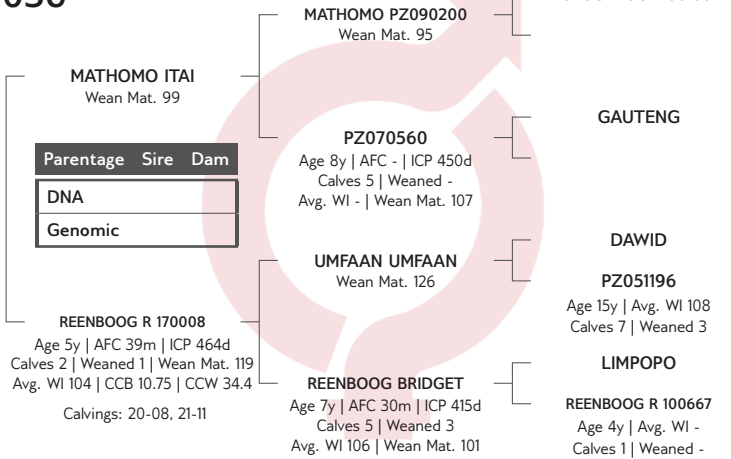 MATHOMO PZ090200
Wean Mat. 95
MATHOMO ITAI
Wean Mat. 99
GAUTENG
PZ070560
Age 8y | AFC - | ICP 450d
Calves 5 | Weaned -
Avg. WI - | Wean Mat. 107
Parentage Sire Dam
DNA
Genomic
DAWID
UMFAAN UMFAAN
Wean Mat. 126
PZ051196
Age 15y | Avg. WI 108
Calves 7 | Weaned 3
REENBOOG R 170008
Age 5y | AFC 39m | ICP 464d
Calves 2 | Weaned 1 | Wean Mat. 119
Avg. WI 104 | CCB 10.75 | CCW 34.4
Calvings: 20-08, 21-11
LIMPOPO
REENBOOG BRIDGET
Age 7y | AFC 30m | ICP 415d
Calves 5 | Weaned 3
Avg. WI 106 | Wean Mat. 101
REENBOOG R 100667
Age 4y | Avg. WI -
Calves 1 | Weaned -